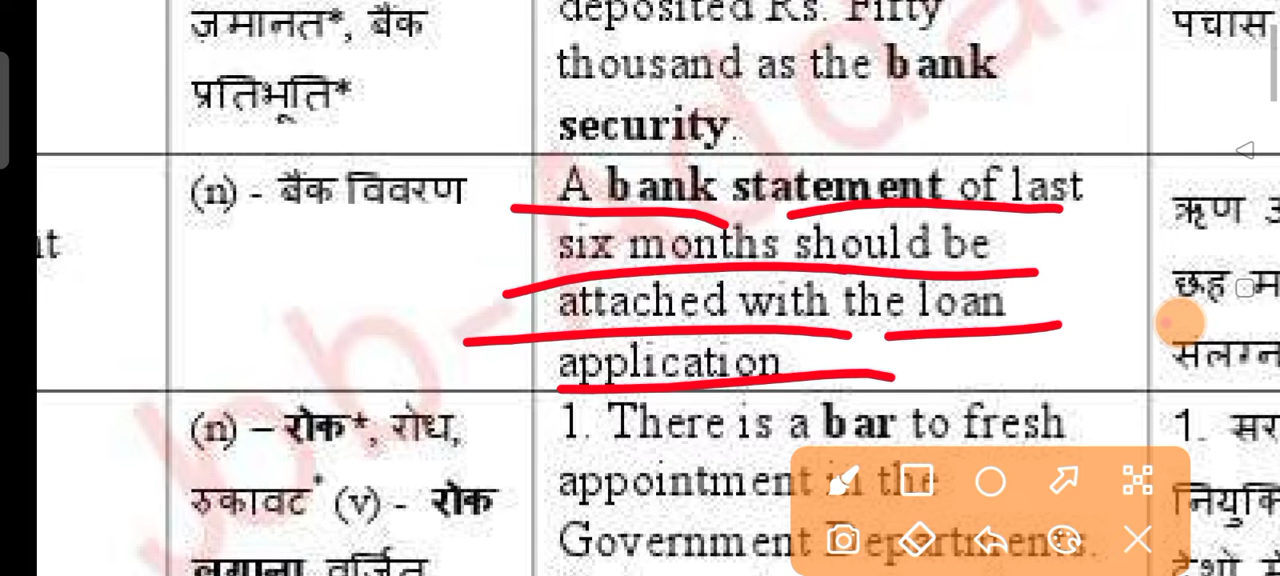 ज़मानत*, बैंक
प्रतिभूति*
deposited Rs. Fifty
thousand as the bank
security.
पचास
(n) - बैंक विवरण
A bank statement of last
six months should be
attached with the loan
application
ऋण
छह
संलग्न
(n) – रोक*, रोध,
रुकावट* (v) - रोक
लगाना वर्जित
1. There is a bar to fresh
appointment in the
Government Departments.
1.